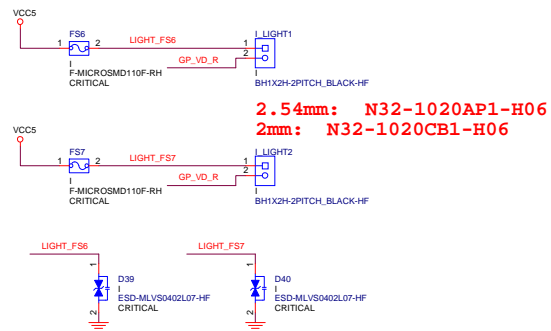 VCC5
FS6
I_LIGHT1
1
2
LIGHT_FS6
1
2
GP_VD_R
I
F-MICROSMD110F-RH
CRITICAL
I
BH1X2H-2PITCH_BLACK-HF
2.54mm: N32-1020AP1-H06
2mm: N32-1020CB1-H06
VCC5
FS7
I_LIGHT2
1
2
LIGHT_FS7
1
2
GP_VD_R
I
F-MICROSMD110F-RH
CRITICAL
I
BH1X2H-2PITCH_BLACK-HF
LIGHT_FS6
LIGHT_FS7
1
D39
I
ESD-MLVS0402L07-HF
CRITICAL
2
1
D40
I
ESD-MLVS0402L07-HF
CRITICAL
2